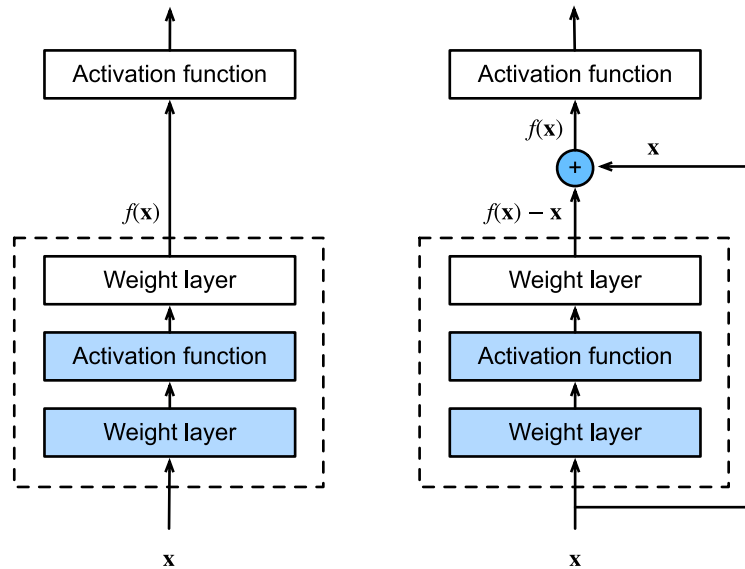 Activation function
f(x)
Weight layer
Activation function
Weight layer
x
Activation function
f(x)
x
+
f(x) − x
Weight layer
Activation function
Weight layer
x